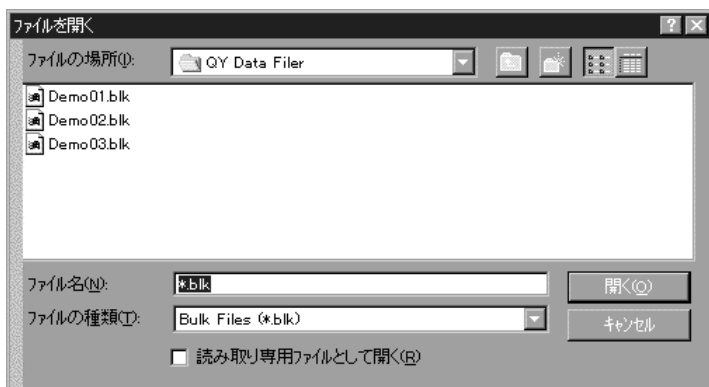 ファイルを開く
ファイルの場所(I): QY Data Filer
Demo01.blk
Demo02.blk
Demo03.blk
ファイル名(N): *.blk 開く(O)
ファイルの種類(T): Bulk Files (*.blk) キャンセル
読み取り専用ファイルとして開く(R)